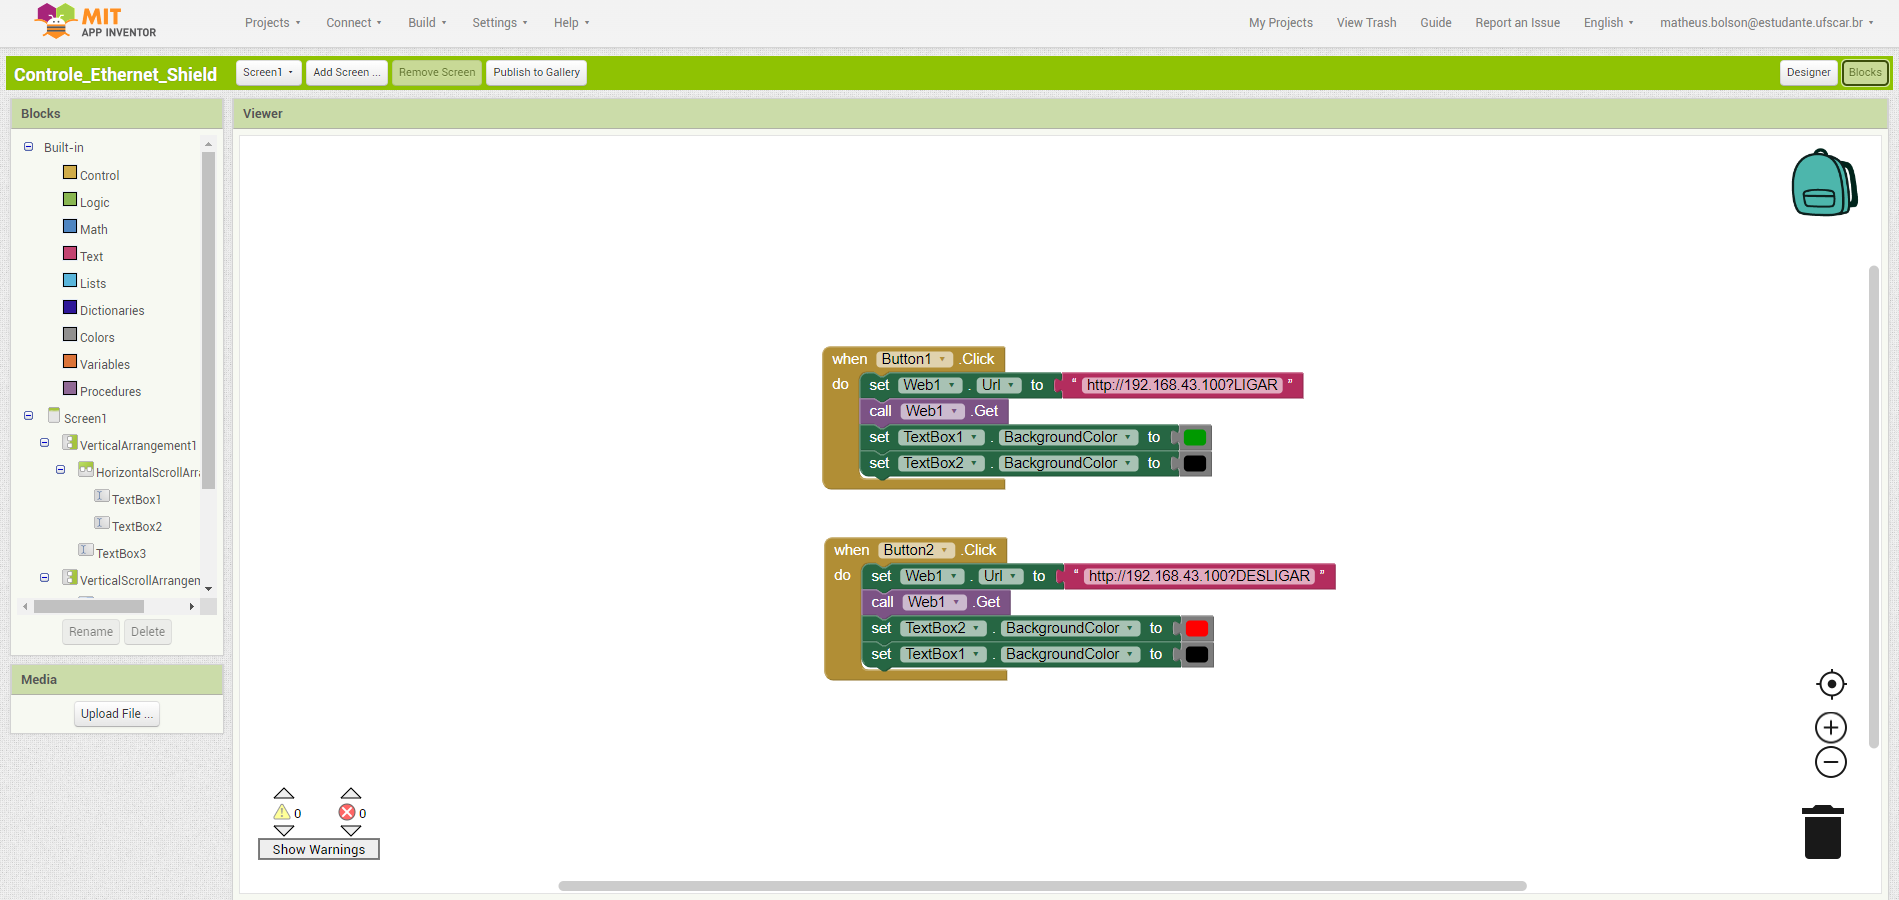 MIT
APP INVENTOR
Projects
Connect
Build
Settings
Help
My Projects
View Trash
Guide
Report an Issue
English
matheus.bolson@estudante.ufscar.br
Controle_Ethernet_Shield
Screen1
Add Screen ...
Remove Screen
Publish to Gallery
Designer
Blocks
Blocks
Built-in
Control
Logic
Math
Text
Lists
Dictionaries
Colors
Variables
Procedures
Screen1
VerticalArrangement1
HorizontalScrollArra
TextBox1
TextBox2
TextBox3
VerticalScrollArrangen
Rename
Delete
Media
Upload File ...
Viewer
when Button1 .Click
do set Web1 . Url to “ http://192.168.43.100?LIGAR ”
call Web1 .Get
set TextBox1 . BackgroundColor to
set TextBox2 . BackgroundColor to
when Button2 .Click
do set Web1 . Url to “ http://192.168.43.100?DESLIGAR ”
call Web1 .Get
set TextBox2 . BackgroundColor to
set TextBox1 . BackgroundColor to
0
0
Show Warnings